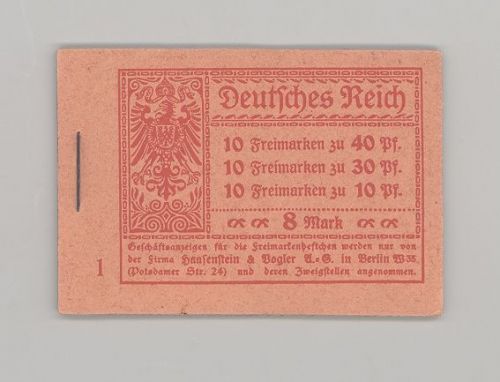 Deutsches Reich
10 Freimarken zu 40 Pf.
10 Freimarken zu 30 Pf.
10 Freimarken zu 10 Pf.
8 Mark
Geschäftsanzeigen für die Freimarkenheftchen werden nur von
der Firma Haasenstein & Vogler A.=G. in Berlin W 35
(Potsdamer Str. 24) und deren Zweigstellen angenommen.
1